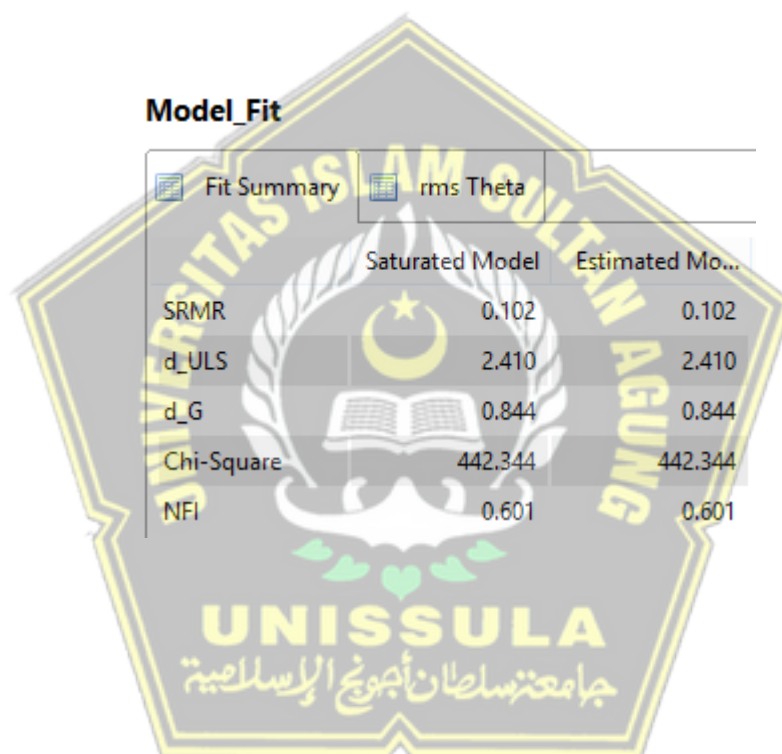 Model_Fit
Fit Summary rms Theta
Saturated Model Estimated Mo...
SRMR 0.102 0.102
d_ULS 2.410 2.410
d_G 0.844 0.844
Chi-Square 442.344 442.344
NFI 0.601 0.601
UNIVERSITAS ISLAM SULTAN AGUNG
UNISSULA
جامعة سلطان أجونج الإسلامية